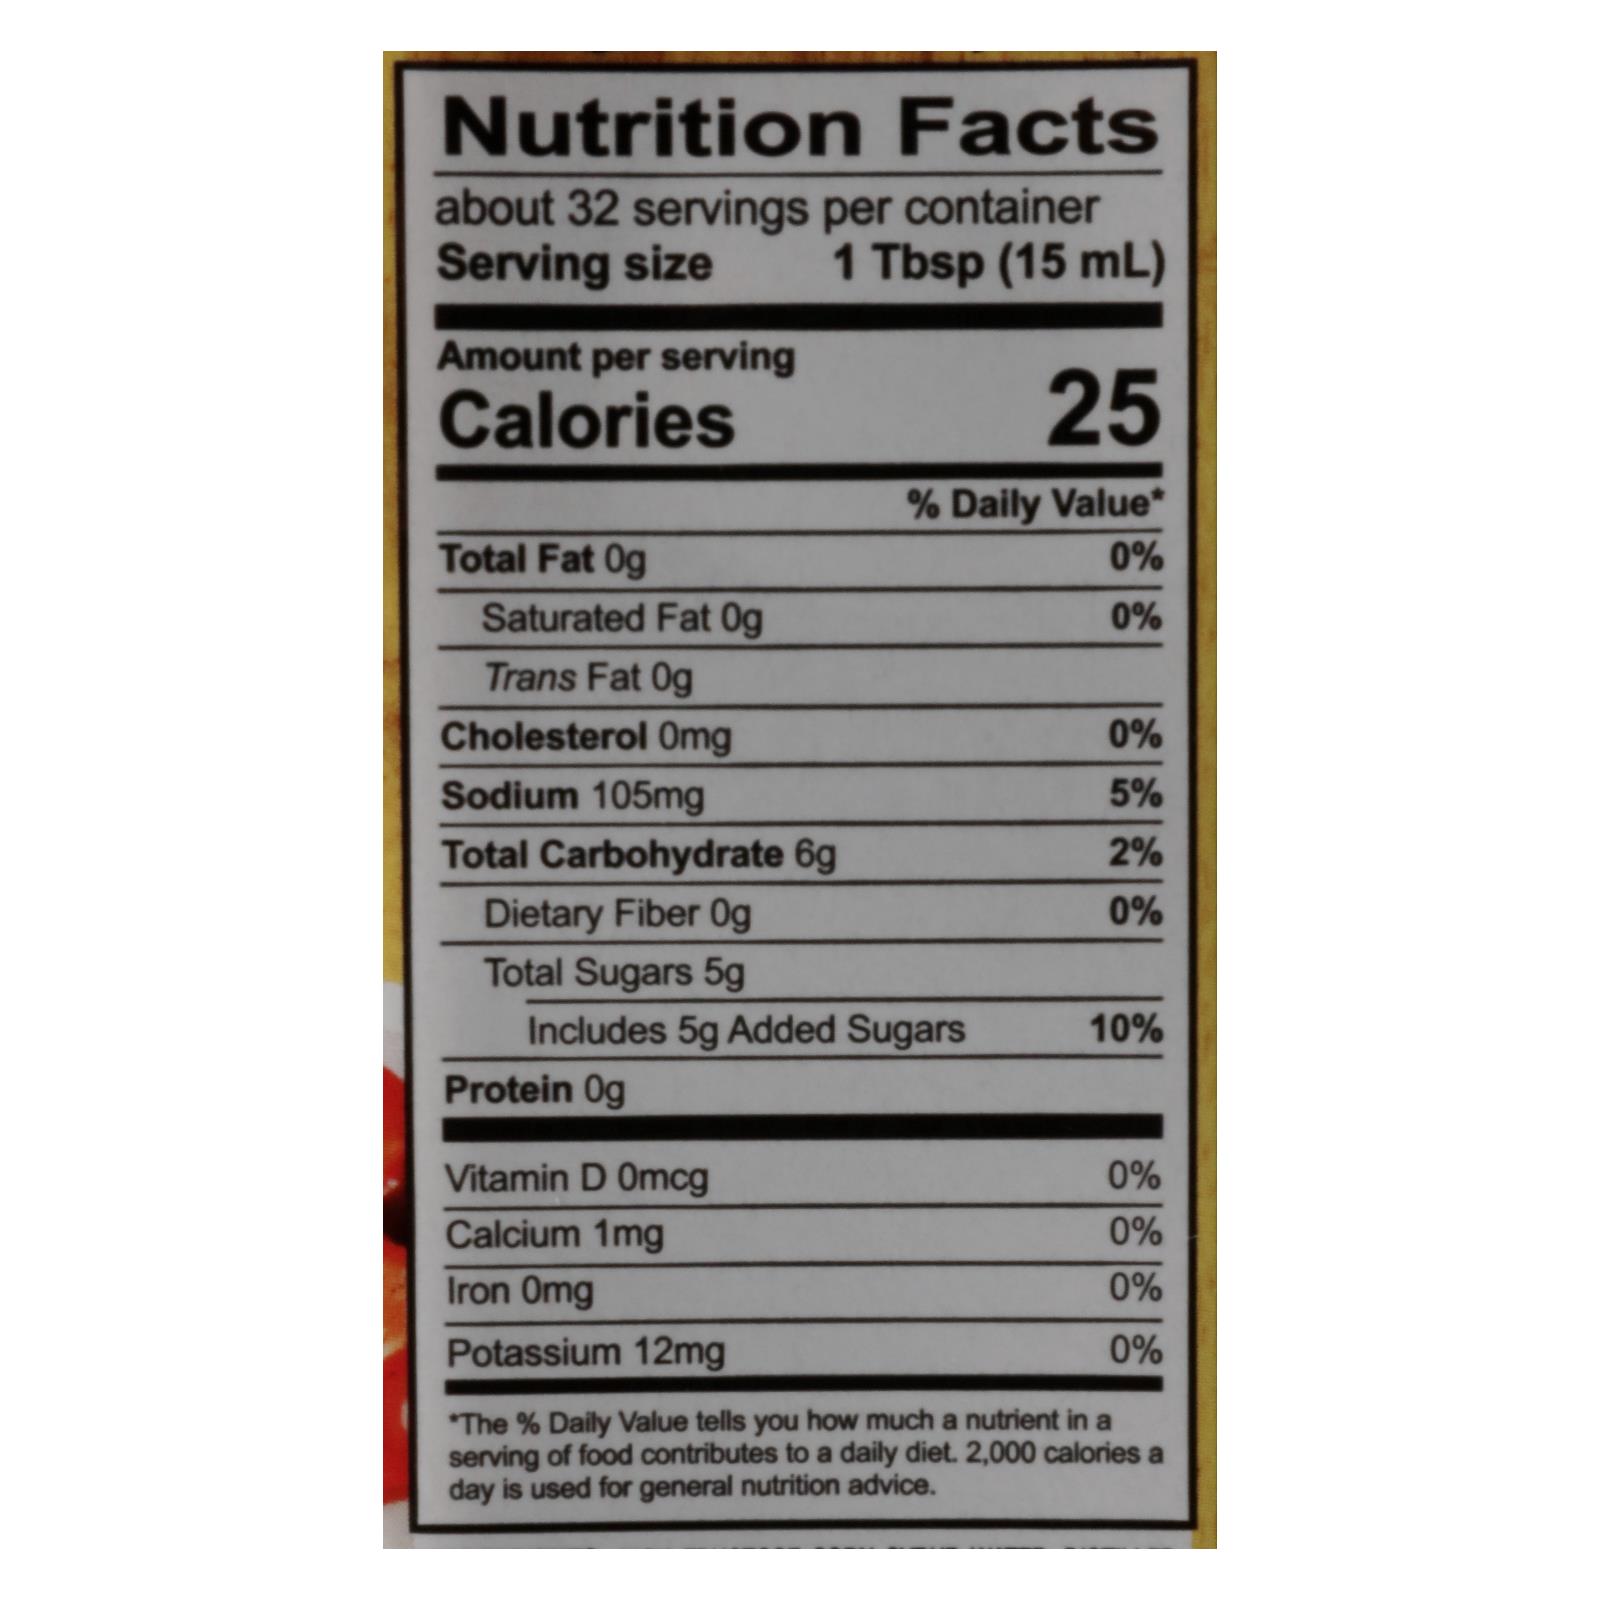 Nutrition Facts
about 32 servings per container
Serving size 1 Tbsp (15 mL)
Amount per serving
Calories 25
% Daily Value*
Total Fat 0g 0%
Saturated Fat 0g 0%
Trans Fat 0g
Cholesterol 0mg 0%
Sodium 105mg 5%
Total Carbohydrate 6g 2%
Dietary Fiber 0g 0%
Total Sugars 5g
Includes 5g Added Sugars 10%
Protein 0g
Vitamin D 0mcg 0%
Calcium 1mg 0%
Iron 0mg 0%
Potassium 12mg 0%
*The % Daily Value tells you how much a nutrient in a
serving of food contributes to a daily diet. 2,000 calories a
day is used for general nutrition advice.